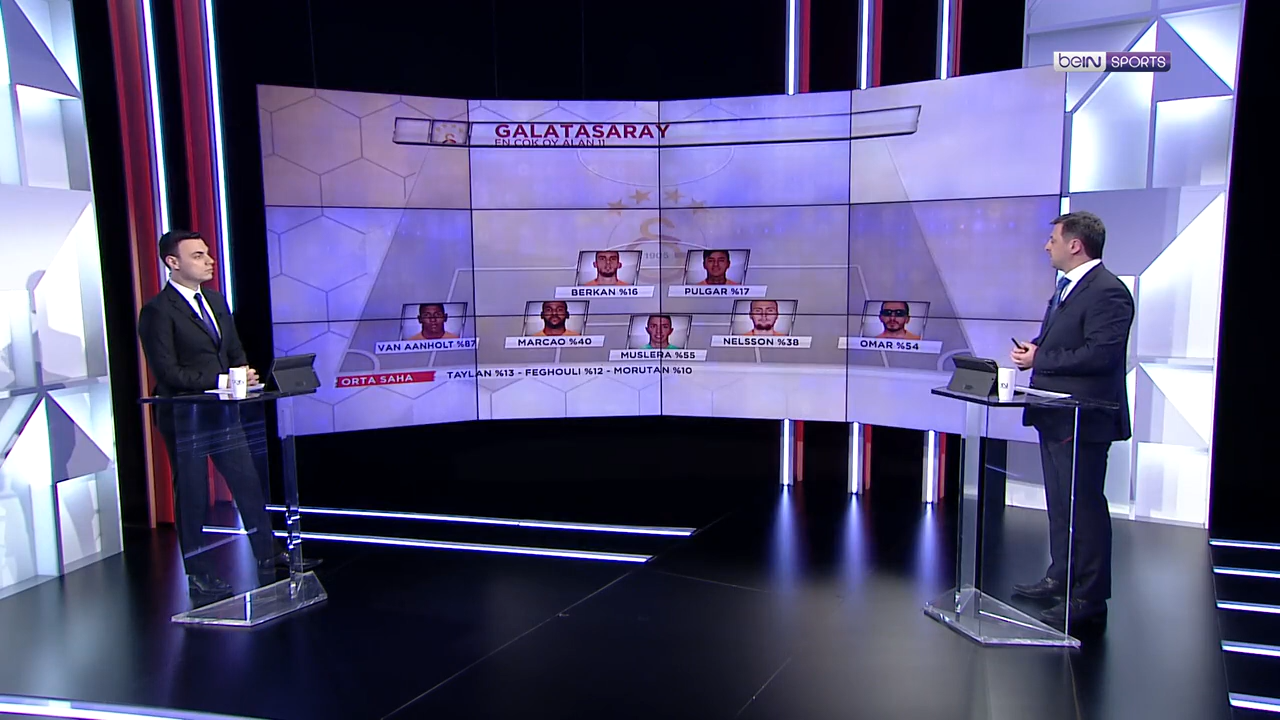 beIN SPORTS
GALATASARAY
EN ÇOK OY ALAN 11
1905
BERKAN %16
PULGAR %17
VAN AANHOLT %87
MARCAO %40
MUSLERA %55
NELSSON %38
OMAR %54
ORTA SAHA
TAYLAN %13 - FEGHOULI %12 - MORUTAN %10